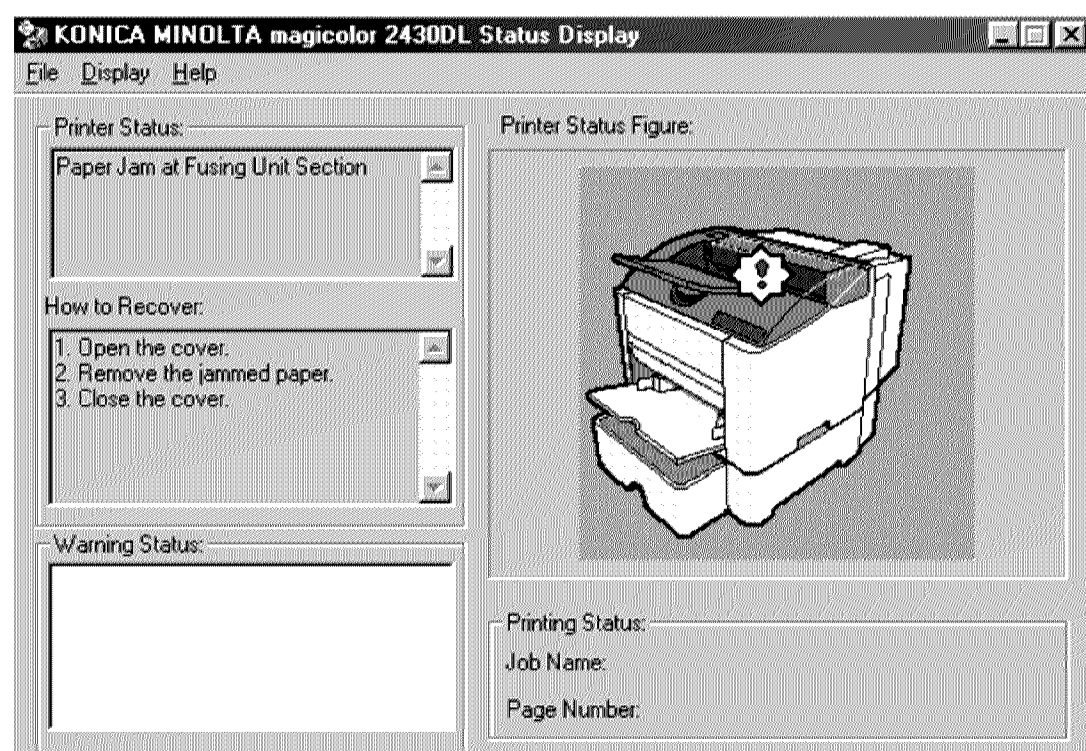 KONICA MINOLTA magicolor 2430DL Status Display
File Display Help
Printer Status:
Paper Jam at Fusing Unit Section
How to Recover:
1. Open the cover.
2. Remove the jammed paper.
3. Close the cover.
Warning Status:
Printer Status Figure:
Printing Status:
Job Name:
Page Number: